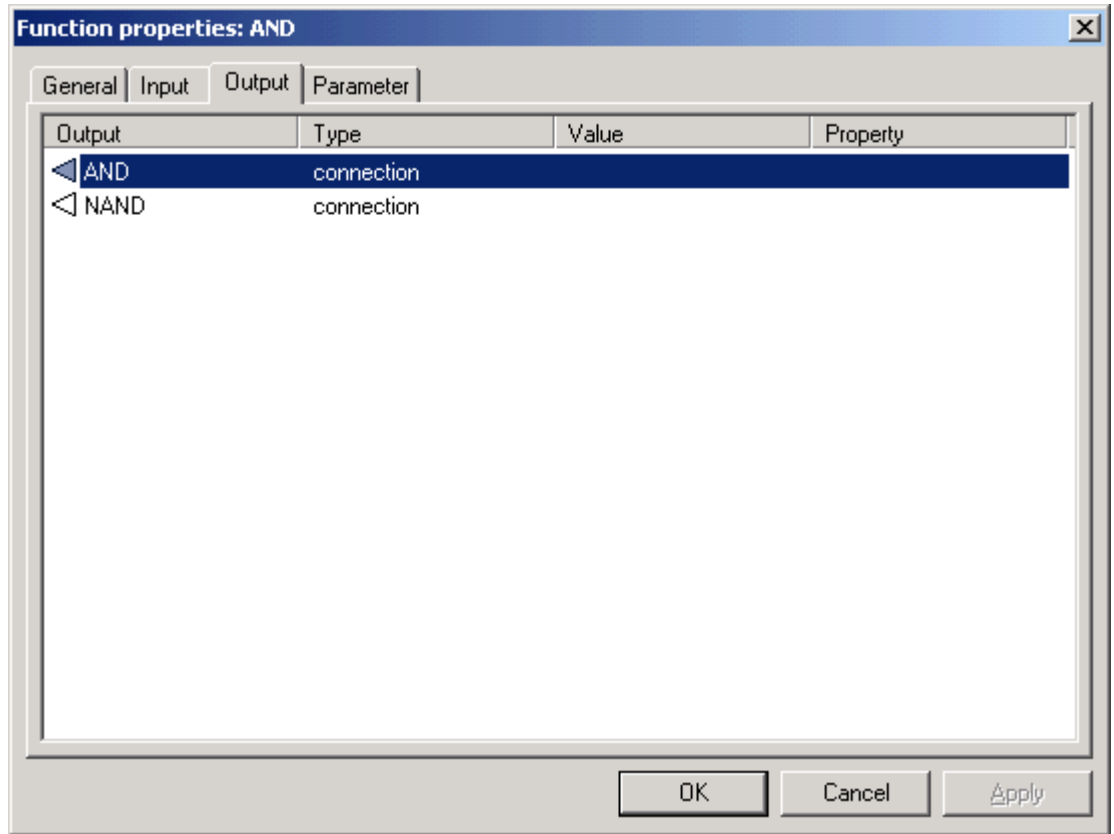 Function properties: AND
General Input Output Parameter
Output Type Value Property
AND connection
NAND connection
OK Cancel Apply